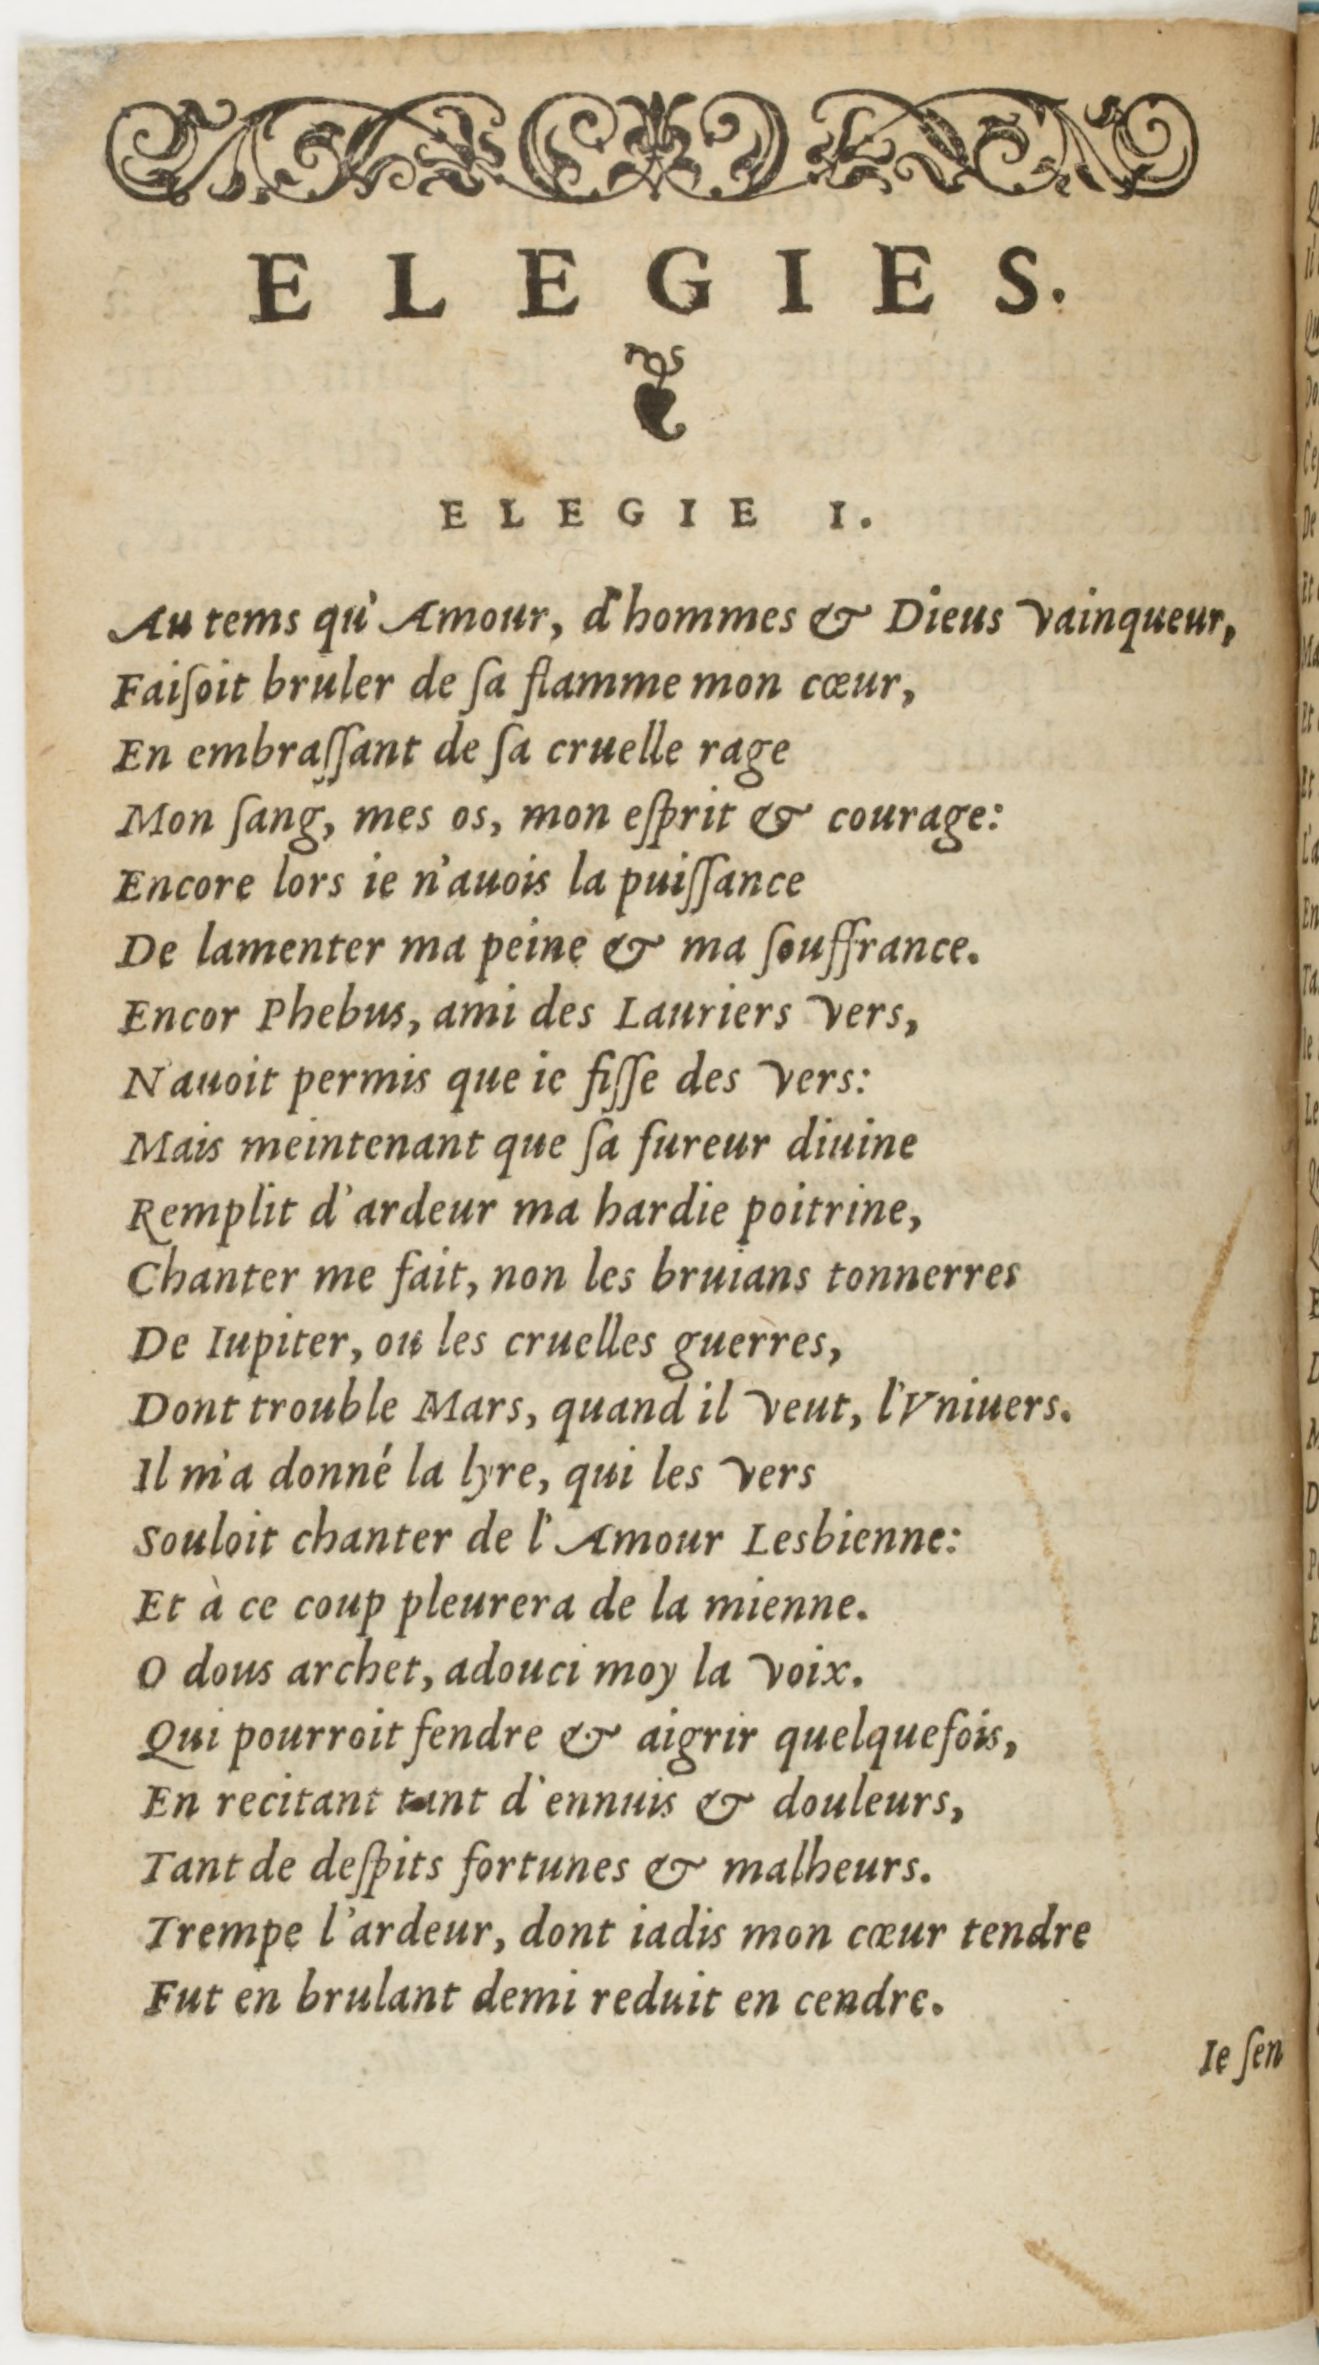 ELEGIES.
ELEGIE I.
Au tems qu'Amour, d'hommes & Dieus vainqueur,
Faiſoit bruler de ſa flamme mon cœur,
En embraſſant de ſa cruelle rage
Mon ſang, mes os, mon eſprit & courage:
Encore lors ie n'auois la puiſſance
De lamenter ma peine & ma ſouffrance.
Encor Phebus, ami des Lauriers vers,
N'auoit permis que ie fiſſe des vers:
Mais meintenant que ſa fureur diuine
Remplit d'ardeur ma hardie poitrine,
Chanter me fait, non les bruians tonnerres
De Iupiter, ou les cruelles guerres,
Dont trouble Mars, quand il veut, l'Vniuers.
Il m'a donné la lyre, qui les vers
Souloit chanter de l'Amour Lesbienne:
Et à ce coup pleurera de la mienne.
O dous archet, adouci moy la voix.
Qui pourroit fendre & aigrir quelquefois,
En recitant tant d'ennuis & douleurs,
Tant de deſpits fortunes & malheurs.
Trempe l'ardeur, dont iadis mon cœur tendre
Fut en brulant demi reduit en cendre.
Ie ſen